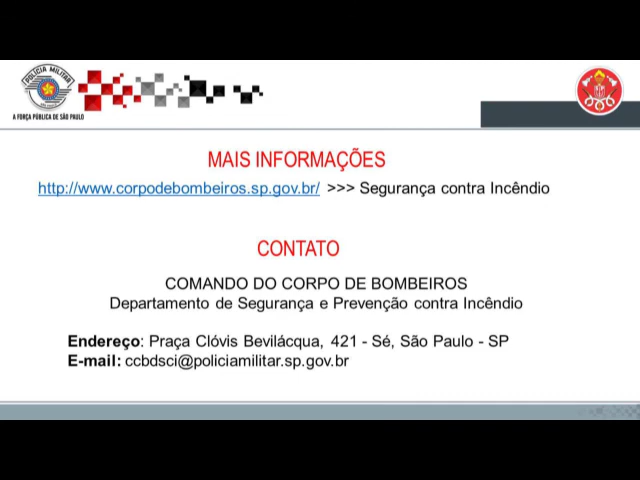 POLÍCIA MILITAR
A FORÇA PÚBLICA DE SÃO PAULO
MAIS INFORMAÇÕES
http://www.corpodebombeiros.sp.gov.br/ >>> Segurança contra Incêndio
CONTATO
COMANDO DO CORPO DE BOMBEIROS
Departamento de Segurança e Prevenção contra Incêndio
Endereço: Praça Clóvis Bevilácqua, 421 - Sé, São Paulo - SP
E-mail: ccbdsci@policiamilitar.sp.gov.br